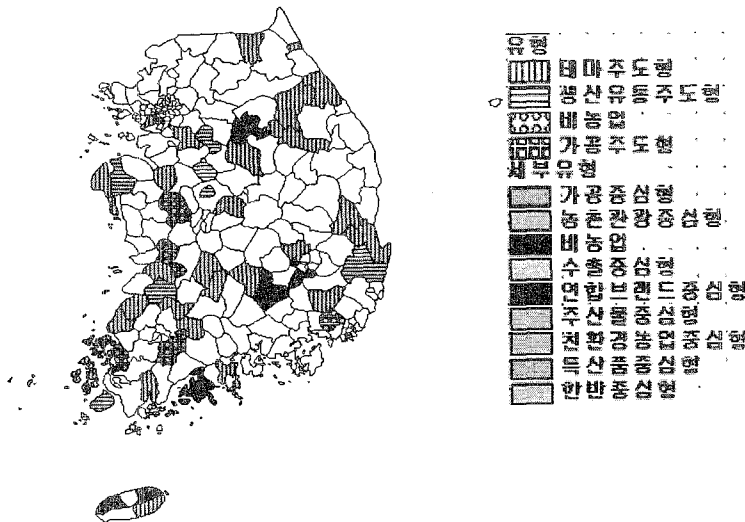 유형
테마주도형
생산유통주도형
비농업
가공주도형
세부유형
가공중심형
농촌관광중심형
비농업
수출중심형
연합브랜드중심형
주산물중심형
친환경농업중심형
특산품중심형
한반중심형